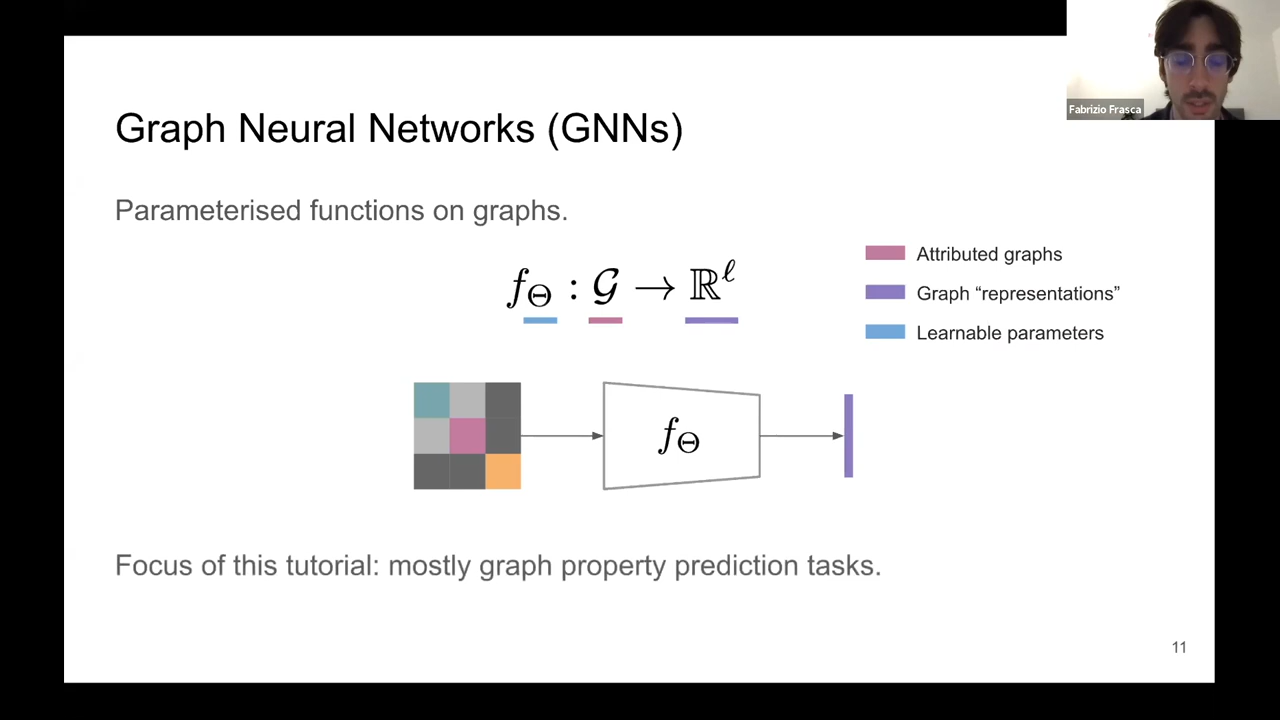 Fabrizio Frasca
Graph Neural Networks (GNNs)
Parameterised functions on graphs.
f_Θ : 𝒢 → ℝ^ℓ
Attributed graphs
Graph “representations”
Learnable parameters
f_Θ
Focus of this tutorial: mostly graph property prediction tasks.
11